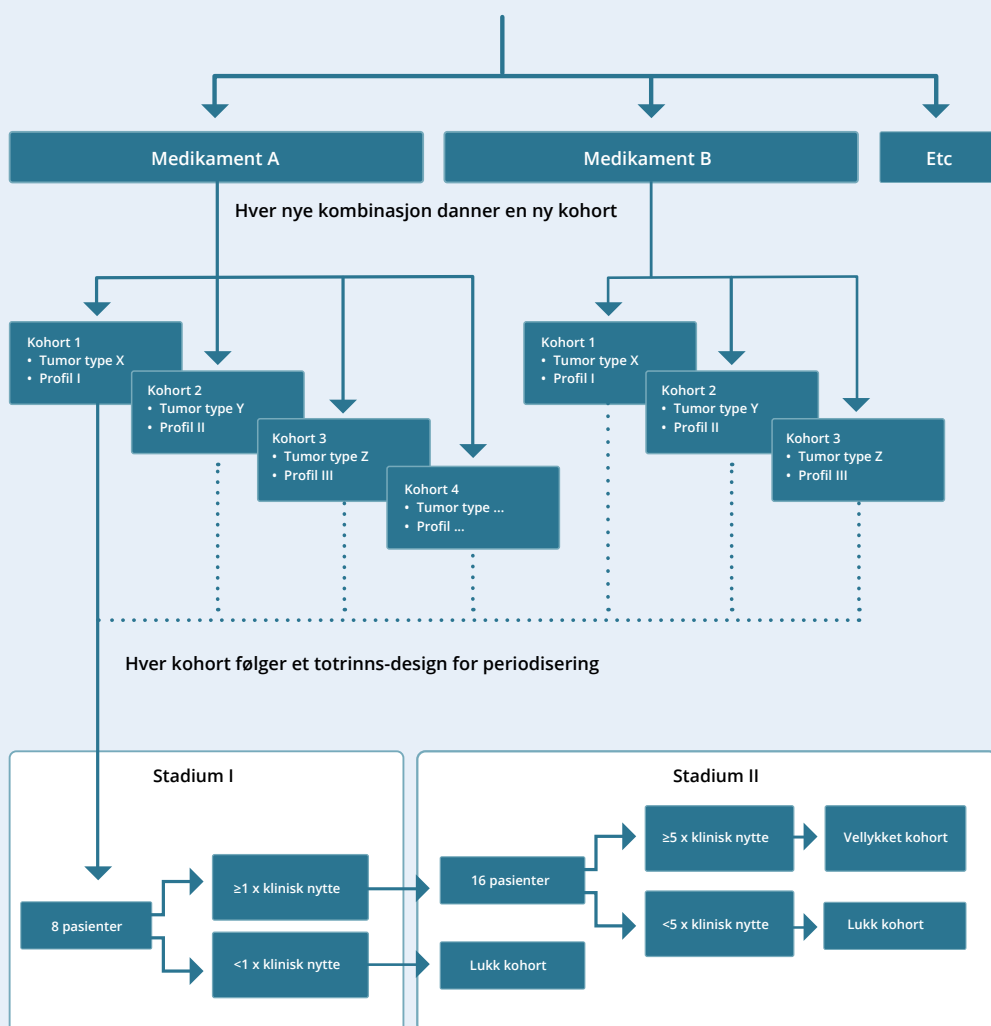 Medikament A
Medikament B
Etc
Hver nye kombinasjon danner en ny kohort
Kohort 1
• Tumor type X
• Profil I
Kohort 2
• Tumor type Y
• Profil II
Kohort 3
• Tumor type Z
• Profil III
Kohort 4
• Tumor type ...
• Profil ...
Kohort 1
• Tumor type X
• Profil I
Kohort 2
• Tumor type Y
• Profil II
Kohort 3
• Tumor type Z
• Profil III
Hver kohort følger et totrinns-design for periodisering
Stadium I
8 pasienter
≥1 x klinisk nytte
<1 x klinisk nytte
Stadium II
16 pasienter
Lukk kohort
≥5 x klinisk nytte
Vellykket kohort
<5 x klinisk nytte
Lukk kohort